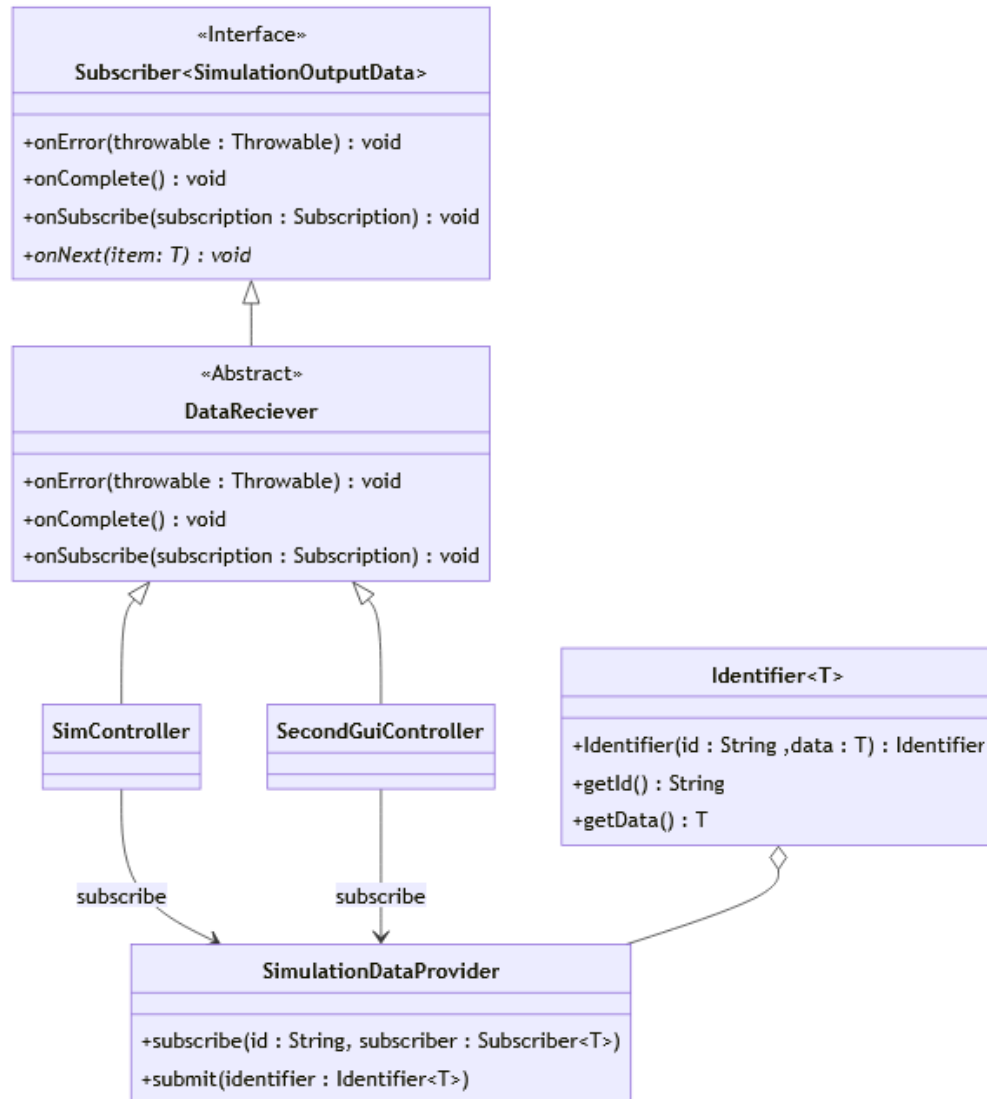 «Interface»
Subscriber<SimulationOutputData>
+onError(throwable : Throwable) : void
+onComplete() : void
+onSubscribe(subscription : Subscription) : void
+onNext(item: T) : void
«Abstract»
DataReciever
+onError(throwable : Throwable) : void
+onComplete() : void
+onSubscribe(subscription : Subscription) : void
SimController
SecondGuiController
Identifier<T>
+Identifier(id : String ,data : T) : Identifier
+getId() : String
+getData() : T
subscribe
subscribe
SimulationDataProvider
+subscribe(id : String, subscriber : Subscriber<T>)
+submit(identifier : Identifier<T>)